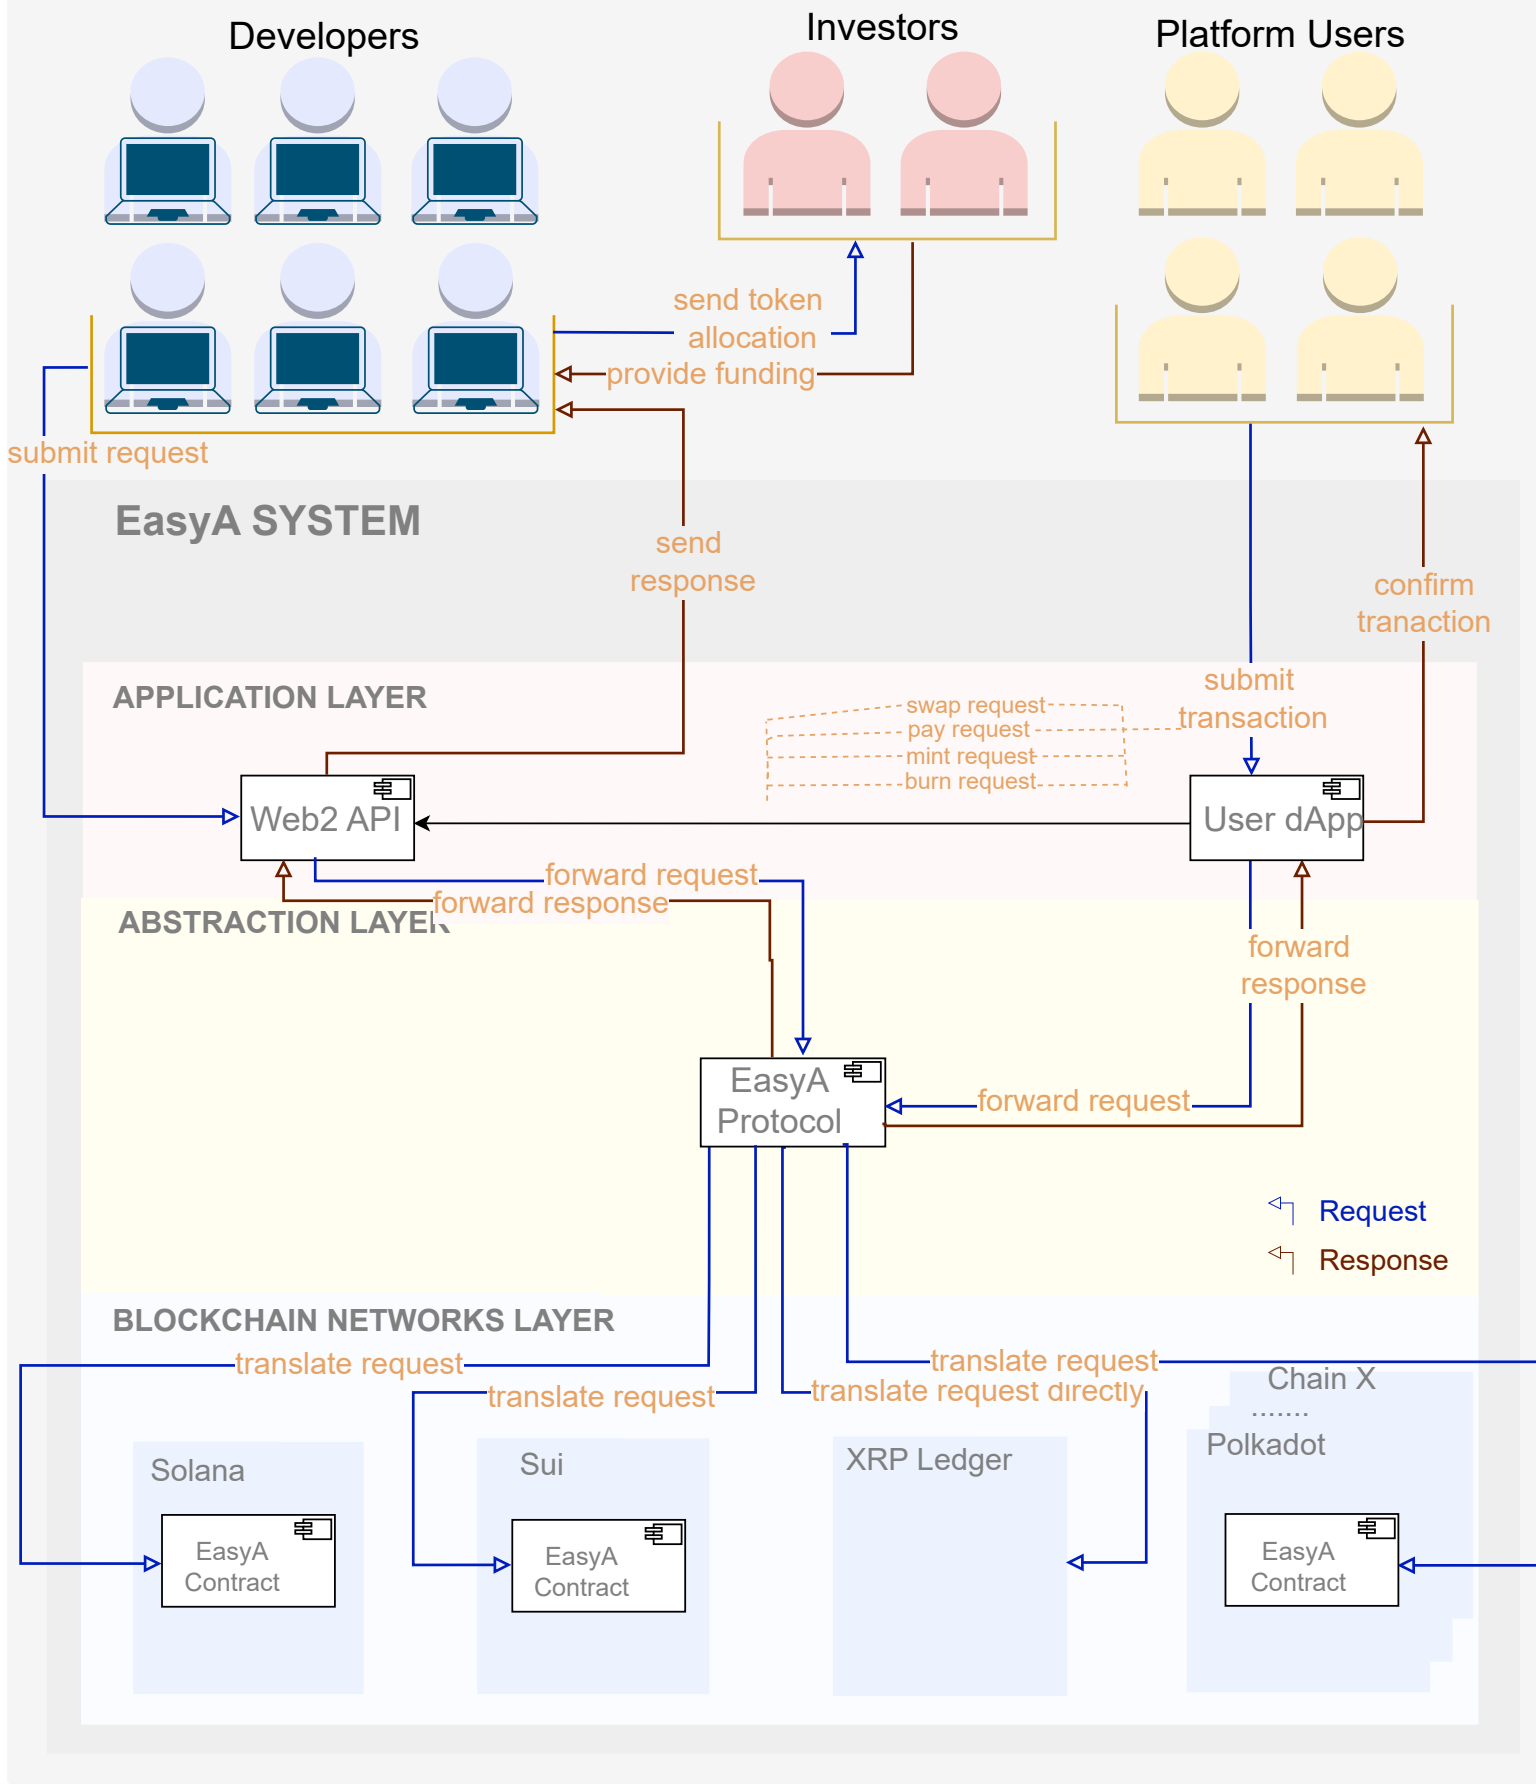 Developers
Investors
Platform Users
send token
allocation
provide funding
submit request
EasyA SYSTEM
send
response
confirm
tranaction
APPLICATION LAYER
submit
transaction
swap request
pay request
mint request
burn request
Web2 API
User dApp
forward request
forward response
ABSTRACTION LAYER
forward
response
EasyA
Protocol
forward request
Request
Response
BLOCKCHAIN NETWORKS LAYER
translate request
translate request
translate request
translate request directly
Chain X
.......
Polkadot
Solana
Sui
XRP Ledger
EasyA
Contract
EasyA
Contract
EasyA
Contract